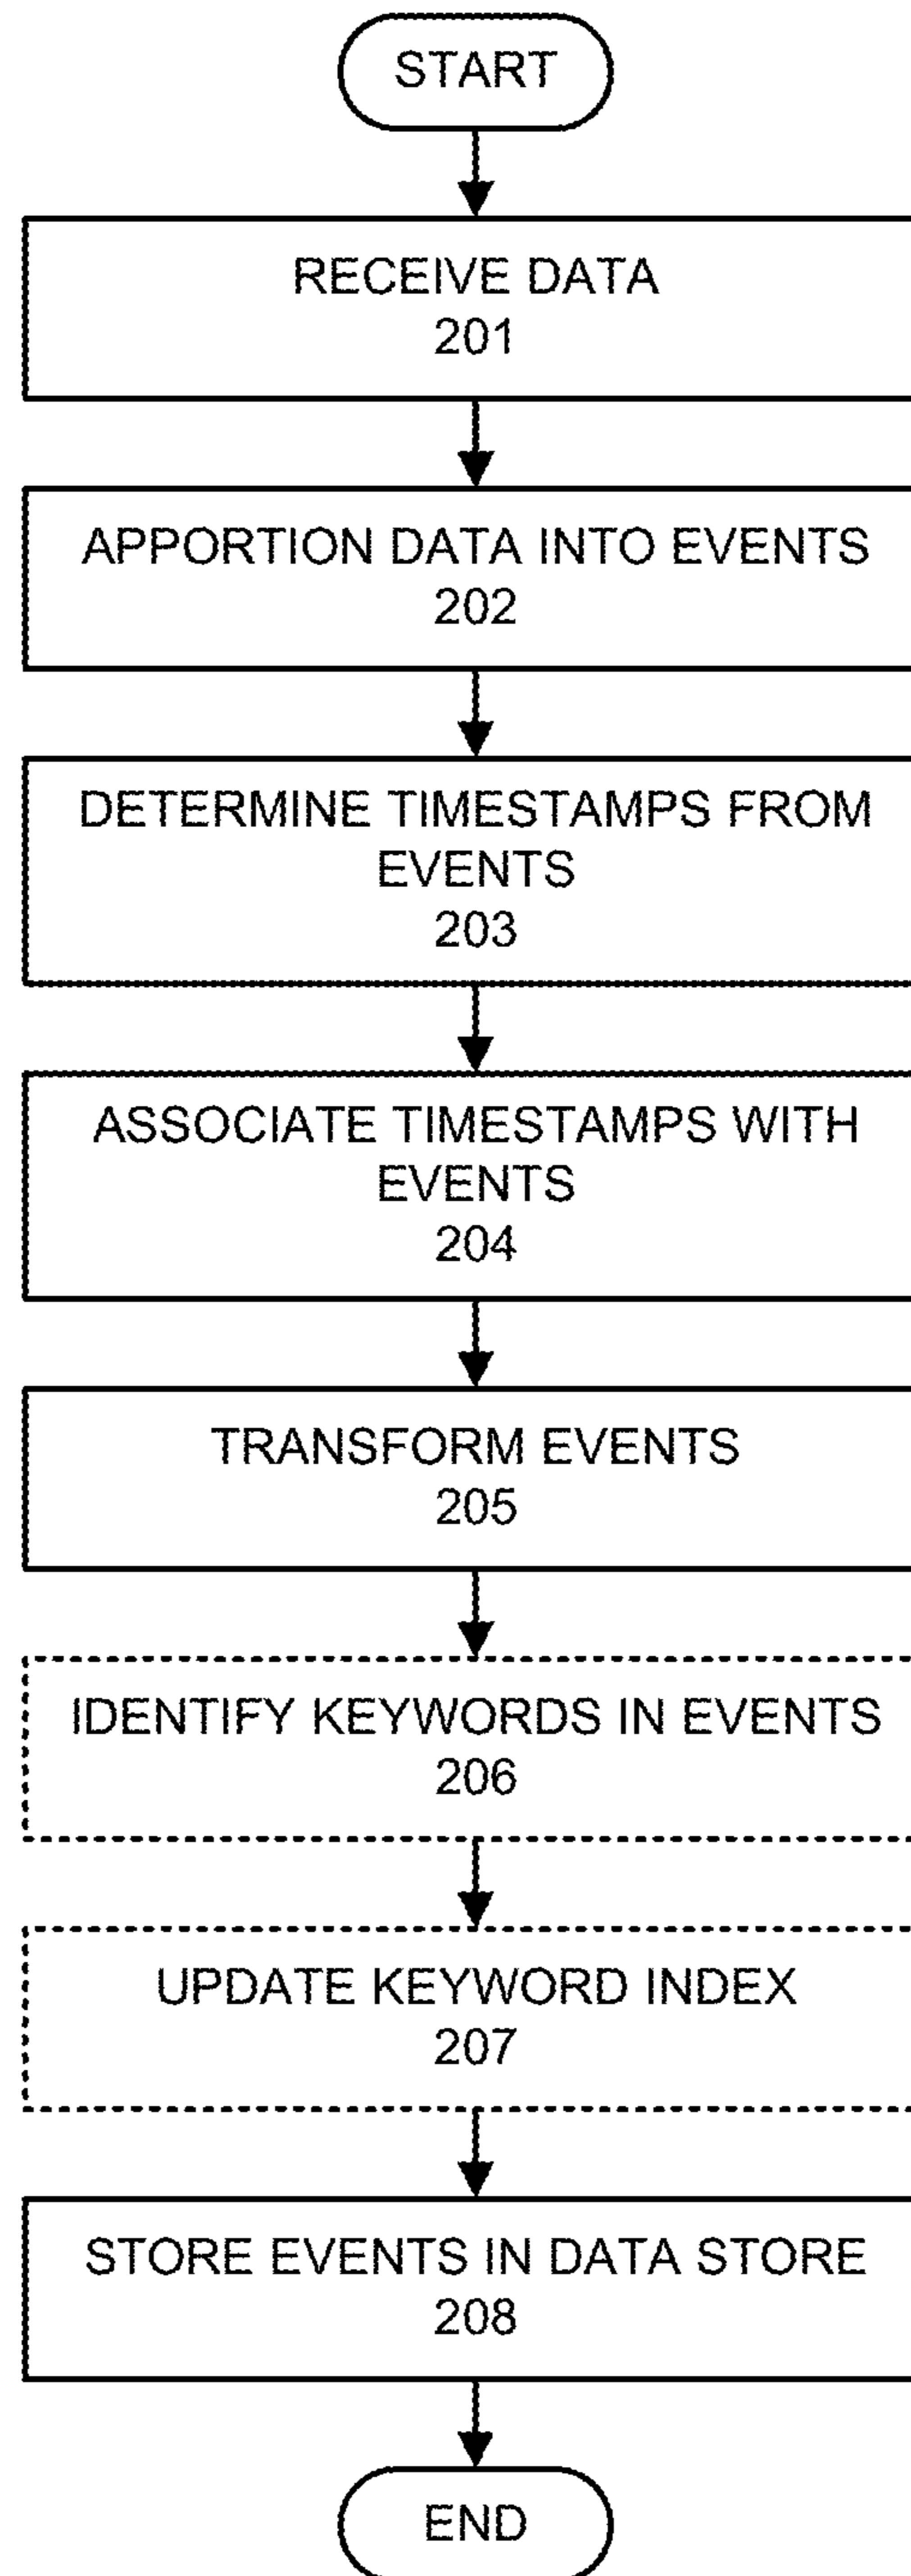 START
RECEIVE DATA
201
APPORTION DATA INTO EVENTS
202
DETERMINE TIMESTAMPS FROM
EVENTS
203
ASSOCIATE TIMESTAMPS WITH
EVENTS
204
TRANSFORM EVENTS
205
IDENTIFY KEYWORDS IN EVENTS
206
UPDATE KEYWORD INDEX
207
STORE EVENTS IN DATA STORE
208
END